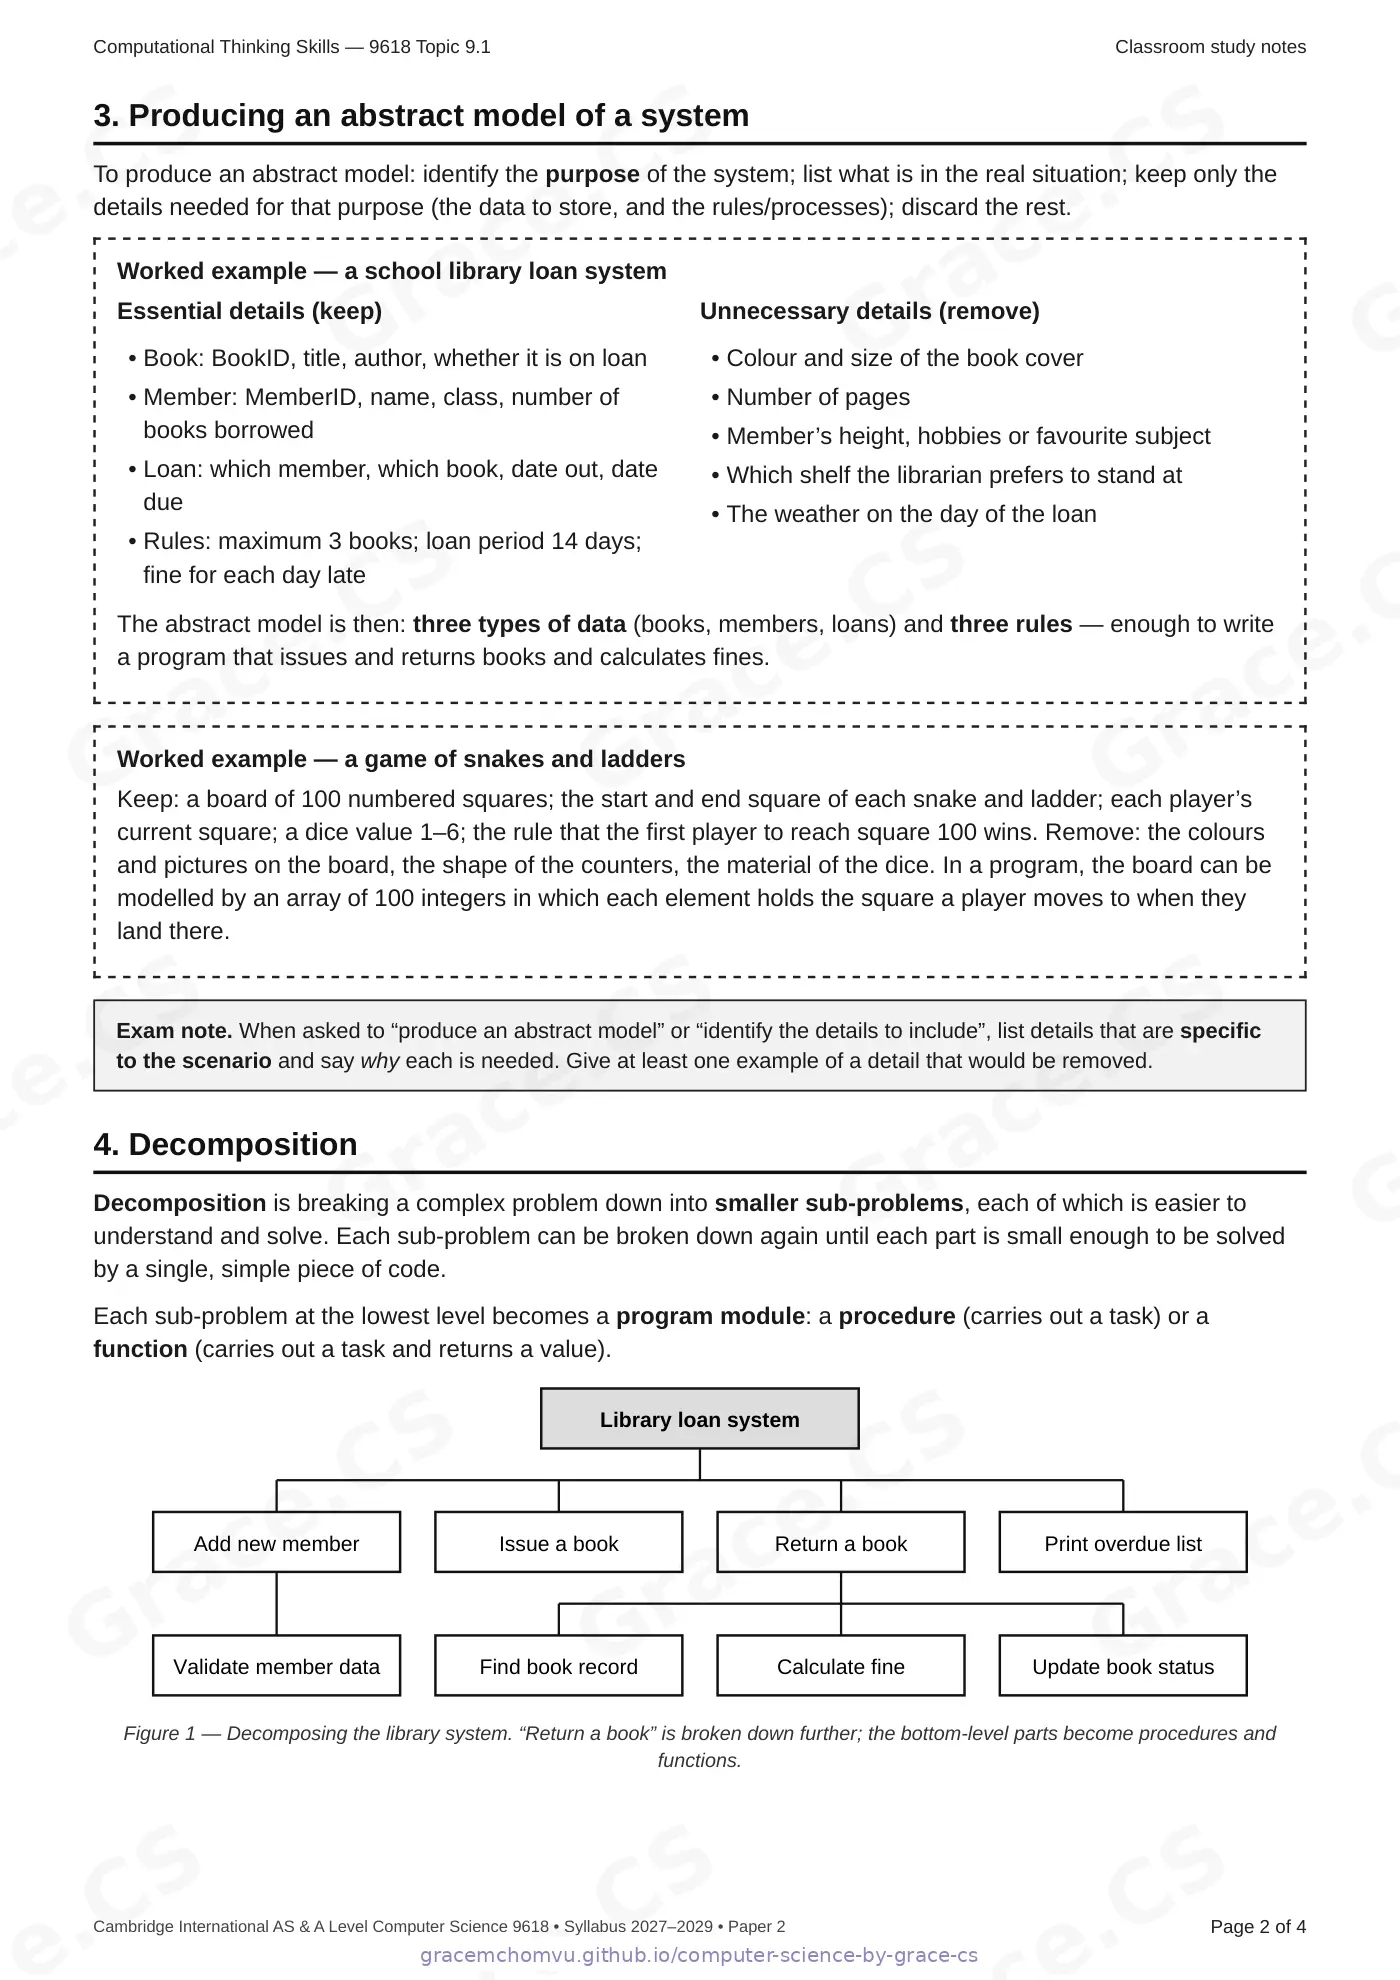 Computational Thinking Skills — 9618 Topic 9.1
Classroom study notes
3. Producing an abstract model of a system
To produce an abstract model: identify the purpose of the system; list what is in the real situation; keep only the
details needed for that purpose (the data to store, and the rules/processes); discard the rest.
Worked example — a school library loan system
Essential details (keep)
• Book: BookID, title, author, whether it is on loan
• Member: MemberID, name, class, number of
books borrowed
• Loan: which member, which book, date out, date
due
• Rules: maximum 3 books; loan period 14 days;
fine for each day late
Unnecessary details (remove)
• Colour and size of the book cover
• Number of pages
• Member’s height, hobbies or favourite subject
• Which shelf the librarian prefers to stand at
• The weather on the day of the loan
The abstract model is then: three types of data (books, members, loans) and three rules — enough to write
a program that issues and returns books and calculates fines.
Worked example — a game of snakes and ladders
Keep: a board of 100 numbered squares; the start and end square of each snake and ladder; each player’s
current square; a dice value 1–6; the rule that the first player to reach square 100 wins. Remove: the colours
and pictures on the board, the shape of the counters, the material of the dice. In a program, the board can be
modelled by an array of 100 integers in which each element holds the square a player moves to when they
land there.
Exam note. When asked to “produce an abstract model” or “identify the details to include”, list details that are specific
to the scenario and say why each is needed. Give at least one example of a detail that would be removed.
4. Decomposition
Decomposition is breaking a complex problem down into smaller sub-problems, each of which is easier to
understand and solve. Each sub-problem can be broken down again until each part is small enough to be solved
by a single, simple piece of code.
Each sub-problem at the lowest level becomes a program module: a procedure (carries out a task) or a
function (carries out a task and returns a value).
Library loan system
Add new member
Issue a book
Return a book
Print overdue list
Validate member data
Find book record
Calculate fine
Update book status
Figure 1 — Decomposing the library system. “Return a book” is broken down further; the bottom-level parts become procedures and
functions.
Cambridge International AS & A Level Computer Science 9618 • Syllabus 2027–2029 • Paper 2
Page 2 of 4
gracemchomvu.github.io/computer-science-by-grace-cs
Grace.CS